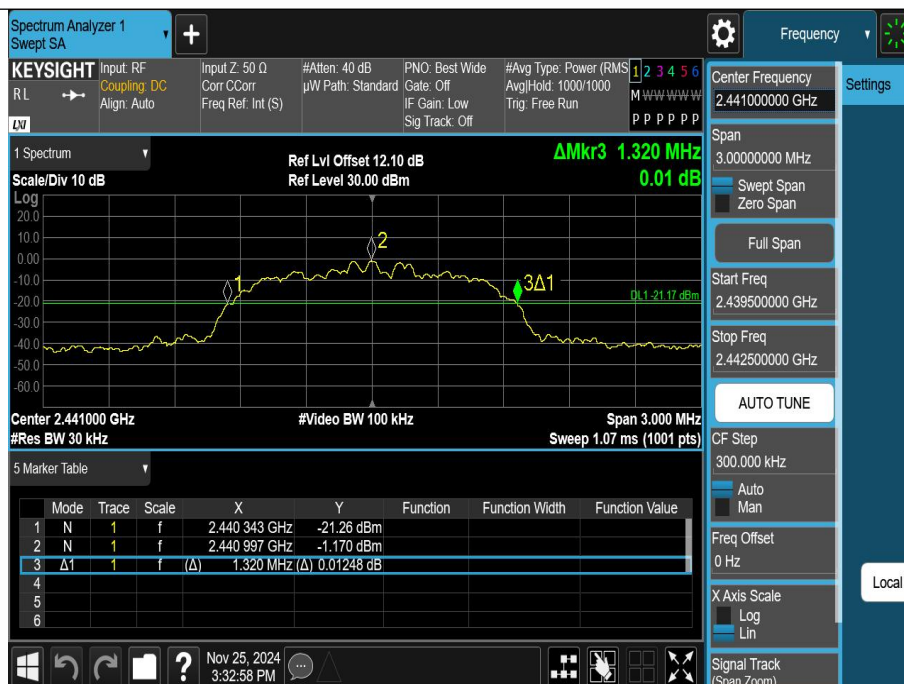 Spectrum Analyzer 1
Swept SA
+
Frequency
KEYSIGHT
RL
LXI
Input: RF
Coupling: DC
Align: Auto
Input Z: 50 Ω
Corr CCorr
Freq Ref: Int (S)
#Atten: 40 dB
µW Path: Standard
PNO: Best Wide
Gate: Off
IF Gain: Low
Sig Track: Off
#Avg Type: Power (RMS
Avg|Hold: 1000/1000
Trig: Free Run
1 2 3 4 5 6
M W W W W W
P P P P P P
1 Spectrum
Scale/Div 10 dB
Ref Lvl Offset 12.10 dB
Ref Level 30.00 dBm
ΔMkr3 1.320 MHz
0.01 dB
Log
20.0
10.0
0.00
-10.0
-20.0
-30.0
-40.0
-50.0
-60.0
1
2
3Δ1
DL1 -21.17 dBm
Center 2.441000 GHz
#Video BW 100 kHz
Span 3.000 MHz
#Res BW 30 kHz
Sweep 1.07 ms (1001 pts)
5 Marker Table
Mode Trace Scale X Y Function Function Width Function Value
1 N 1 f 2.440 343 GHz -21.26 dBm
2 N 1 f 2.440 997 GHz -1.170 dBm
3 Δ1 1 f (Δ) 1.320 MHz (Δ) 0.01248 dB
4
5
6
?
Nov 25, 2024
3:32:58 PM
Center Frequency
2.441000000 GHz
Span
3.00000000 MHz
Swept Span
Zero Span
Full Span
Start Freq
2.439500000 GHz
Stop Freq
2.442500000 GHz
AUTO TUNE
CF Step
300.000 kHz
Auto
Man
Freq Offset
0 Hz
X Axis Scale
Log
Lin
Signal Track
(Span Zoom)
Settings
Local